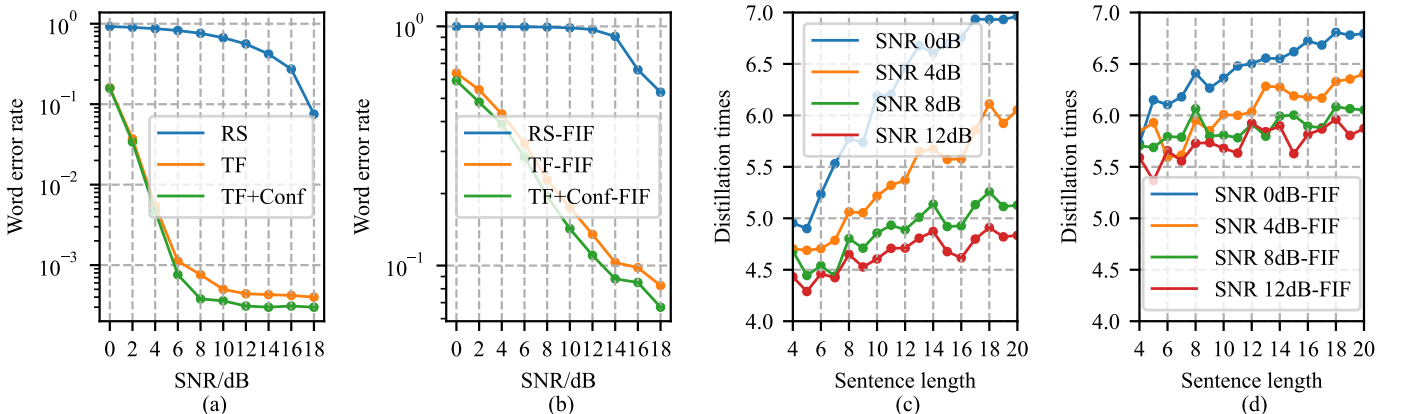 Word error rate
10^0
10^-1
10^-2
10^-3
RS
TF
TF+Conf
0 2 4 6 8 10 12 14 16 18
SNR/dB
(a)
Word error rate
10^0
10^-1
RS-FIF
TF-FIF
TF+Conf-FIF
0 2 4 6 8 10 12 14 16 18
SNR/dB
(b)
Distillation times
7.0
6.5
6.0
5.5
5.0
4.5
4.0
SNR 0dB
SNR 4dB
SNR 8dB
SNR 12dB
4 6 8 10 12 14 16 18 20
Sentence length
(c)
Distillation times
7.0
6.5
6.0
5.5
5.0
4.5
4.0
SNR 0dB-FIF
SNR 4dB-FIF
SNR 8dB-FIF
SNR 12dB-FIF
4 6 8 10 12 14 16 18 20
Sentence length
(d)